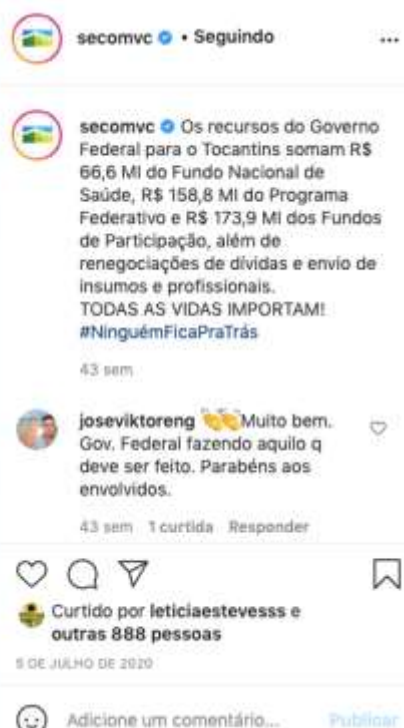 secomvc • Seguindo
secomvc Os recursos do Governo
Federal para o Tocantins somam R$
66,6 MI do Fundo Nacional de
Saúde, R$ 158,8 MI do Programa
Federativo e R$ 173,9 MI dos Fundos
de Participação, além de
renegociações de dívidas e envio de
insumos e profissionais.
TODAS AS VIDAS IMPORTAM!
#NinguémFicaPraTrás
43 sem
joseviktoreng 👏👏Muito bem.
Gov. Federal fazendo aquilo q
deve ser feito. Parabéns aos
envolvidos.
43 sem 1 curtida Responder
Curtido por leticiaestevesss e
outras 888 pessoas
5 DE JULHO DE 2020
Adicione um comentário... Publicar